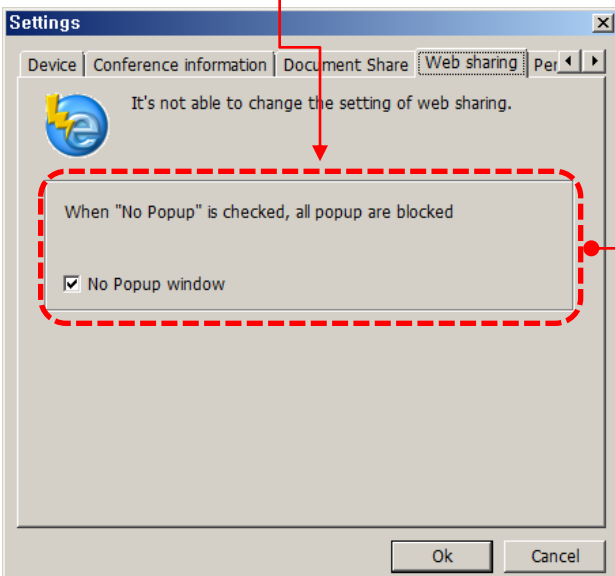 Settings
Device Conference information Document Share Web sharing Per
It's not able to change the setting of web sharing.
When "No Popup" is checked, all popup are blocked
No Popup window
Ok Cancel